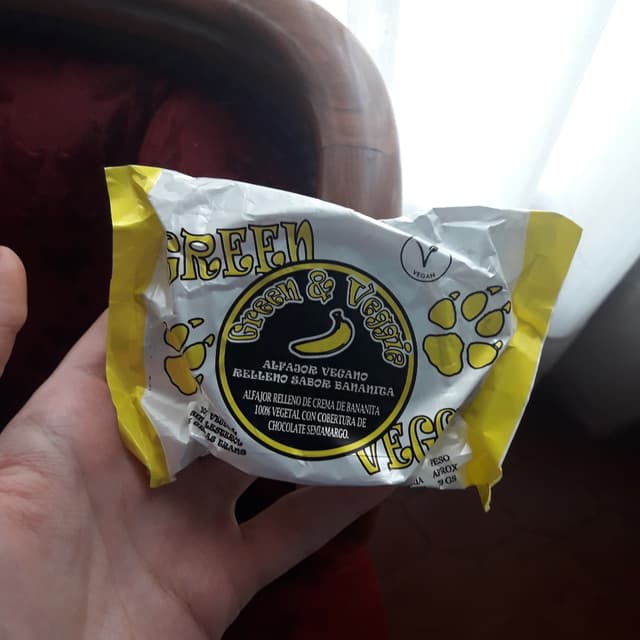 GREEN
VEGAN
Green & Veggie
ALFAJOR VEGANO
RELLENO SABOR BANANITA
ALFAJOR RELLENO DE CREMA DE BANANITA
100% VEGETAL CON COBERTURA DE
CHOCOLATE SEMIAMARGO.
VEGG
PESO
APROX
GS